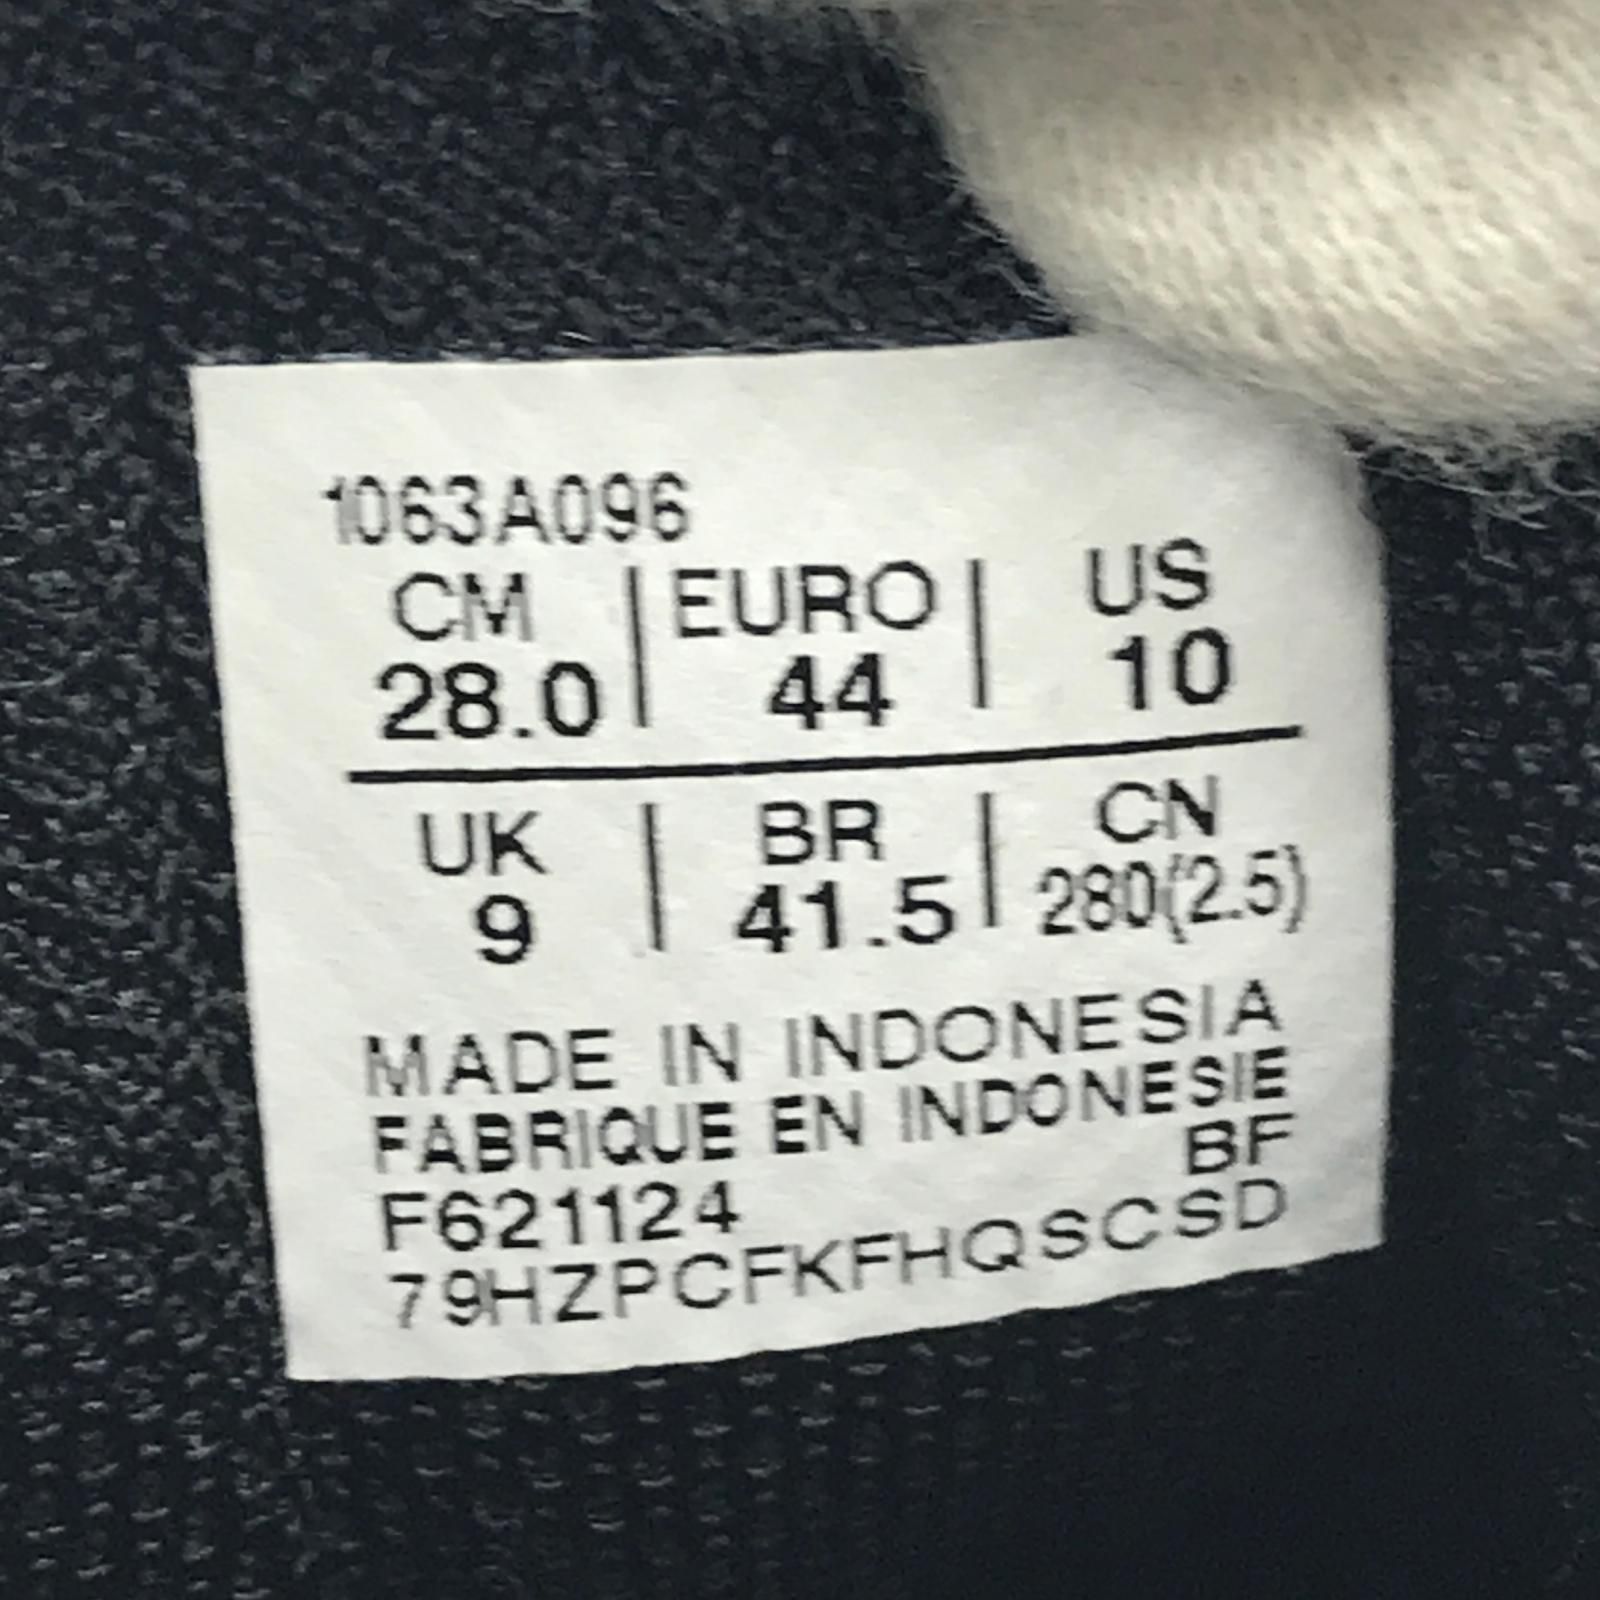 1063A096
CM | EURO | US
28.0 | 44 | 10
UK | BR | CN
9 | 41.5 | 280(2.5)
MADE IN INDONESIA
FABRIQUE EN INDONESIE
BF
F621124
79HZPCFKFHQSCSD